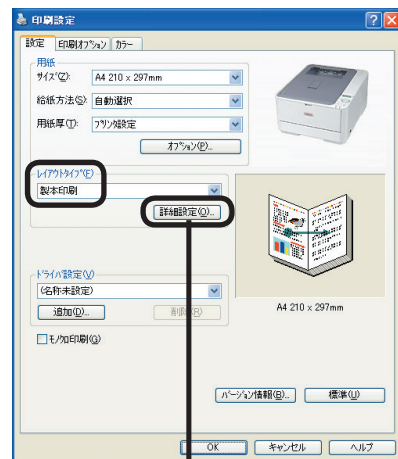 印刷設定
設定 印刷ｵﾌﾟｼｮﾝ ｶﾗｰ
用紙
ｻｲｽﾞ(Z): A4 210 x 297mm
給紙方法(S): 自動選択
用紙厚(T): ﾌﾟﾘﾝﾀ設定
ｵﾌﾟｼｮﾝ(P)...
ﾚｲｱｳﾄﾀｲﾌﾟ(E)
製本印刷
詳細設定(O)...
ﾄﾞﾗｲﾊﾞ設定(V)
(名称未設定)
追加(D)... 削除(R)
A4 210 x 297mm
ﾓﾉｸﾛ印刷(G)
ﾊﾞｰｼﾞｮﾝ情報(B)... 標準(U)
OK ｷｬﾝｾﾙ ﾍﾙﾌﾟ